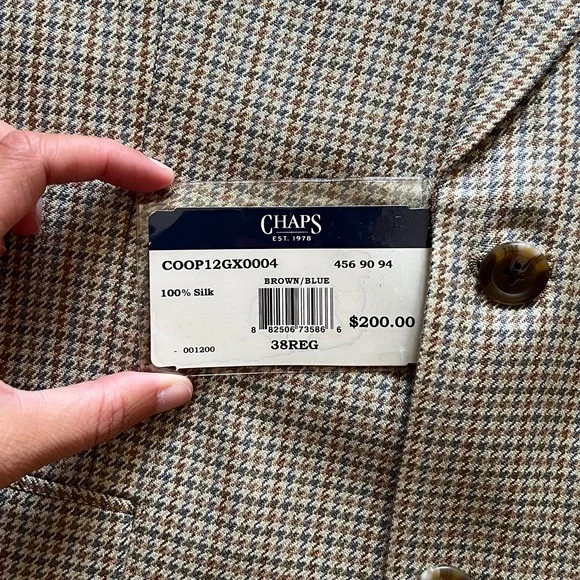 CHAPS
EST. 1978
COOP12GX0004 456 90 94
BROWN/BLUE
100% Silk
8 82506 73586 6
$200.00
- 001200 38REG